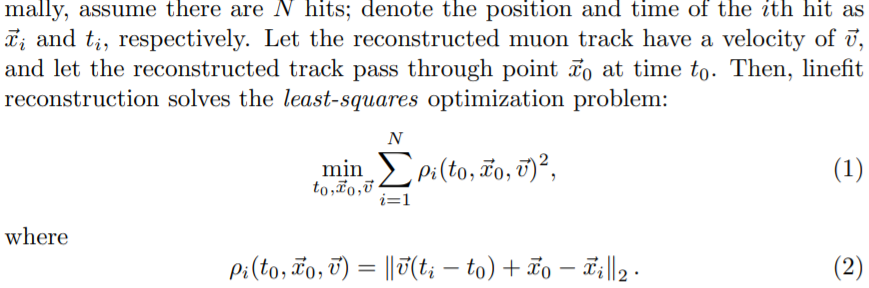 mally, assume there are N hits; denote the position and time of the ith hit as
x⃗ᵢ and tᵢ, respectively. Let the reconstructed muon track have a velocity of v⃗,
and let the reconstructed track pass through point x⃗₀ at time t₀. Then, linefit
reconstruction solves the least-squares optimization problem:
min_{t₀,x⃗₀,v⃗} ∑_{i=1}^{N} ρᵢ(t₀, x⃗₀, v⃗)², (1)
where
ρᵢ(t₀, x⃗₀, v⃗) = ‖v⃗(tᵢ − t₀) + x⃗₀ − x⃗ᵢ‖₂ . (2)